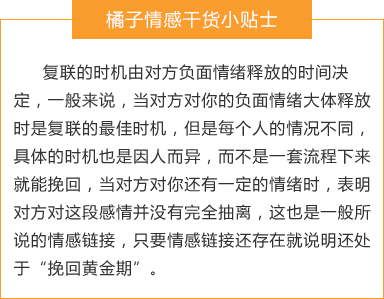 橘子情感干货小贴士
复联的时机由对方负面情绪释放的时间决
定，一般来说，当对方对你的负面情绪大体释放
时是复联的最佳时机，但是每个人的情况不同，
具体的时机也是因人而异，而不是一套流程下来
就能挽回，当对方对你还有一定的情绪时，表明
对方对这段感情并没有完全抽离，这也是一般所
说的情感链接，只要情感链接还存在就说明还处
于“挽回黄金期”。